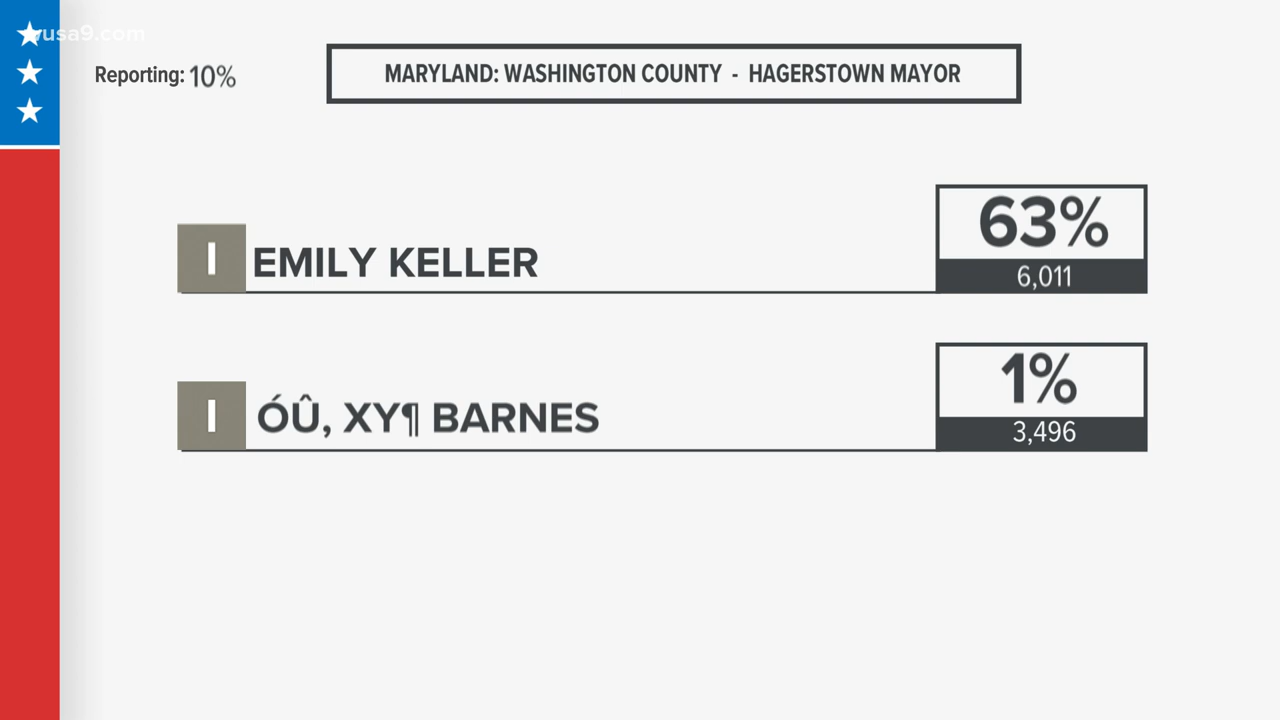 wusa9.com
Reporting: 10%
MARYLAND: WASHINGTON COUNTY - HAGERSTOWN MAYOR
63%
I EMILY KELLER
6,011
1%
I ÓÛ, XY¶ BARNES
3,496